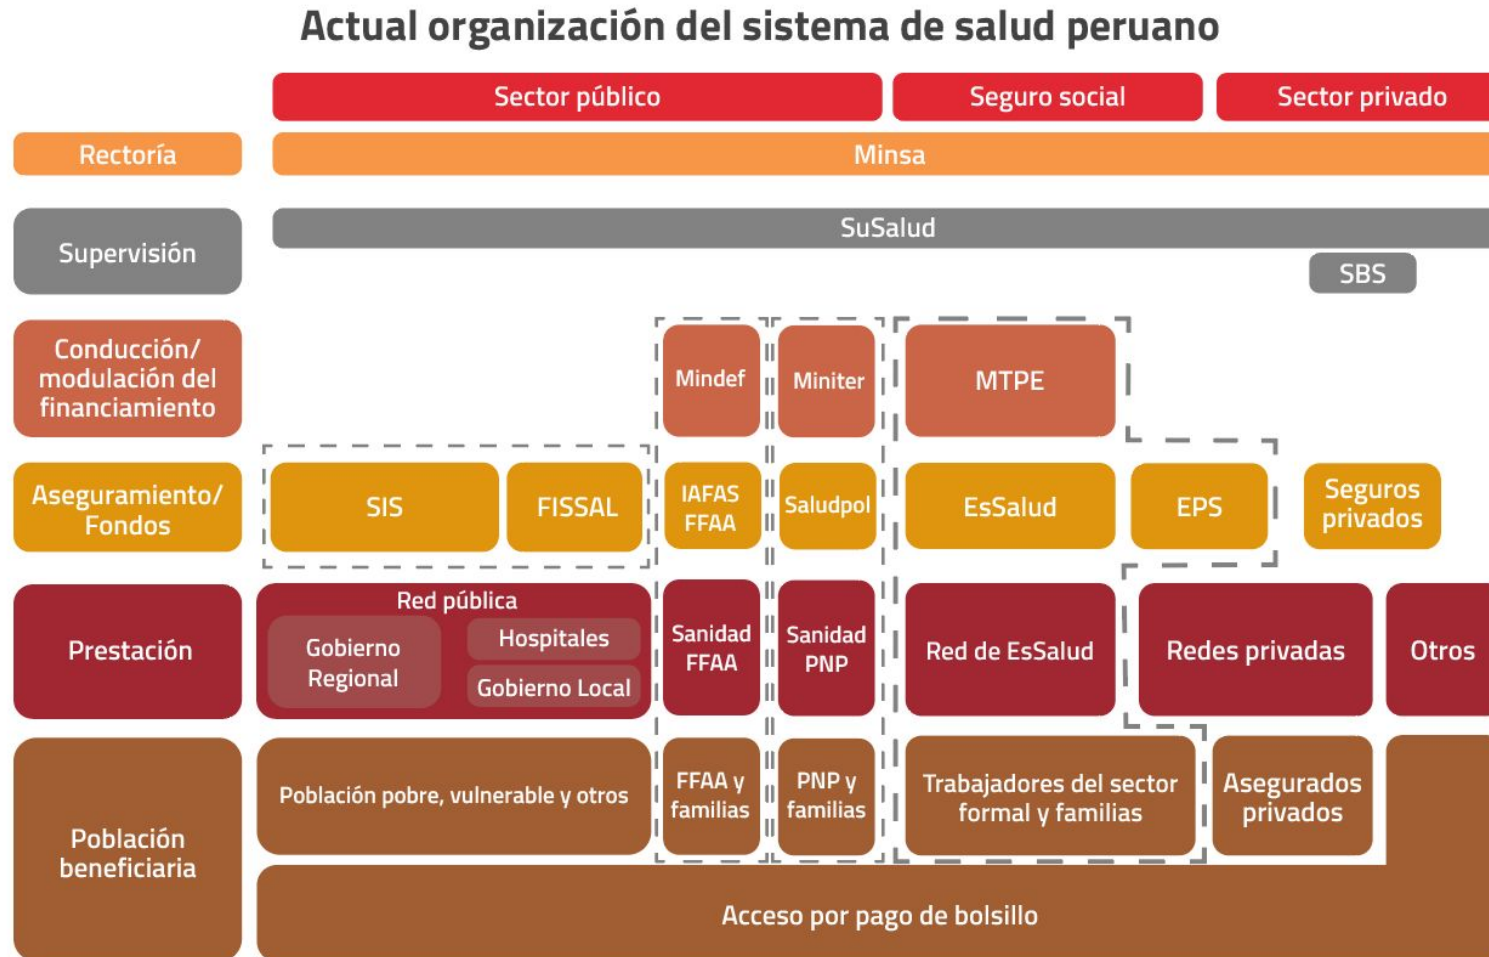 Actual organización del sistema de salud peruano
Sector público
Seguro social
Sector privado
Rectoría
Minsa
Supervisión
SuSalud
SBS
Conducción/
modulación del
financiamiento
Mindef
Miniter
MTPE
Aseguramiento/
Fondos
SIS
FISSAL
IAFAS
FFAA
Saludpol
EsSalud
EPS
Seguros
privados
Prestación
Red pública
Gobierno
Regional
Hospitales
Gobierno Local
Sanidad
FFAA
Sanidad
PNP
Red de EsSalud
Redes privadas
Otros
Población
beneficiaria
Población pobre, vulnerable y otros
FFAA y
familias
PNP y
familias
Trabajadores del sector
formal y familias
Asegurados
privados
Acceso por pago de bolsillo